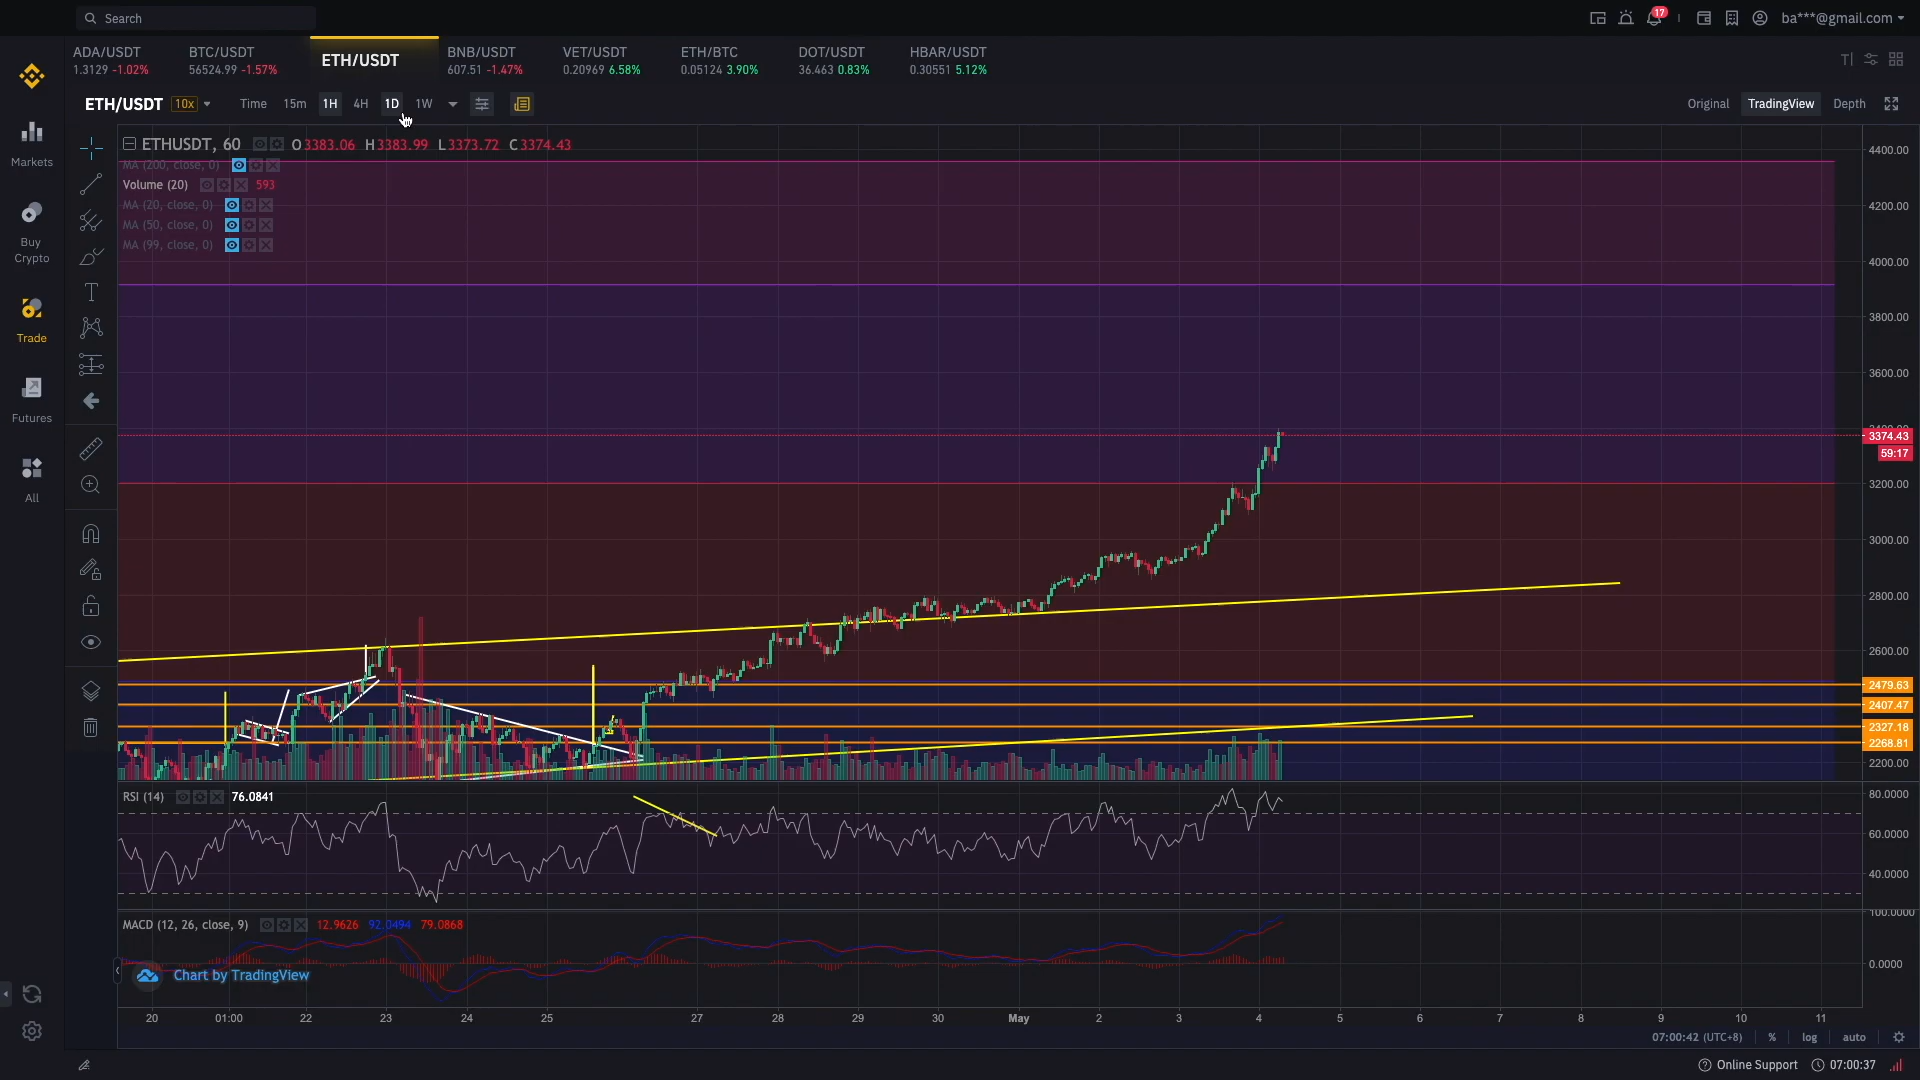 Search
17
ba***@gmail.com
ADA/USDT
1.3129 -1.02%
BTC/USDT
56524.99 -1.57%
ETH/USDT
BNB/USDT
607.51 -1.47%
VET/USDT
0.20969 6.58%
ETH/BTC
0.05124 3.90%
DOT/USDT
36.463 0.83%
HBAR/USDT
0.30551 5.12%
ETH/USDT 10x Time 15m 1H 4H 1D 1W
Original TradingView Depth
Markets
Buy
Crypto
Trade
Futures
All
ETHUSDT, 60 O3383.06 H3383.99 L3373.72 C3374.43
MA (200, close, 0)
Volume (20) 593
MA (20, close, 0)
MA (50, close, 0)
MA (99, close, 0)
4400.00
4200.00
4000.00
3800.00
3600.00
3374.43
59:17
3200.00
3000.00
2800.00
2600.00
2479.63
2407.47
2327.18
2268.81
2200.00
RSI (14) 76.0841
80.0000
60.0000
40.0000
MACD (12, 26, close, 9) 12.9626 92.0494 79.0868
100.0000
0.0000
Chart by TradingView
20 01:00 22 23 24 25 27 28 29 30 May 2 3 4 5 6 7 8 9 10 11
07:00:42 (UTC+8) % log auto
Online Support 07:00:37